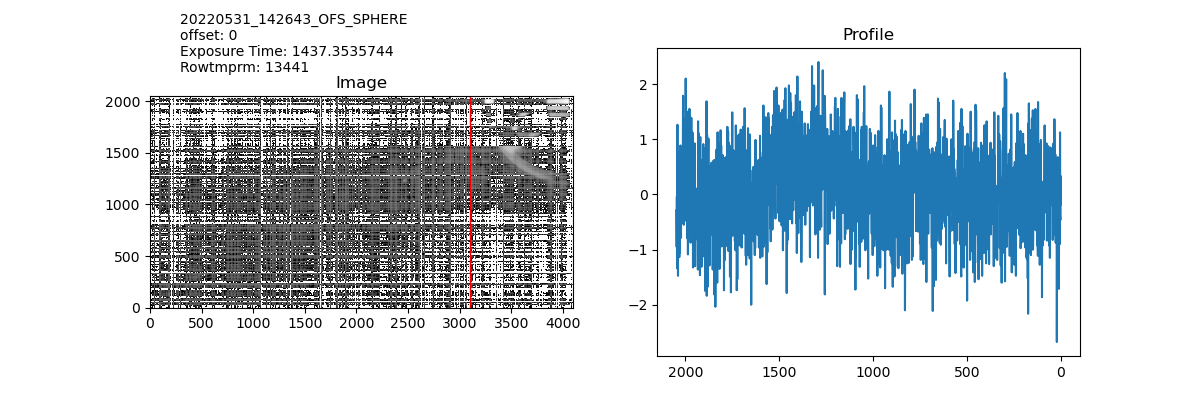 20220531_142643_OFS_SPHERE
offset: 0
Exposure Time: 1437.3535744
Rowtmprm: 13441
Image
2000
1500
1000
500
0
0 500 1000 1500 2000 2500 3000 3500 4000
Profile
2
1
0
−1
−2
2000 1500 1000 500 0